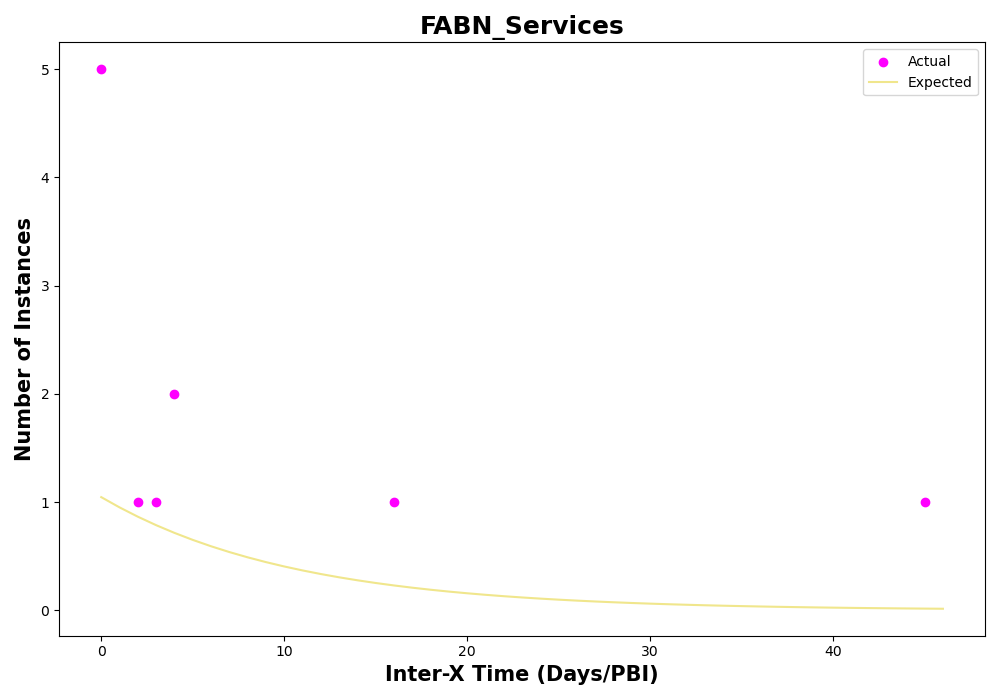 FABN_Services
Actual
Expected
Number of Instances
5
4
3
2
1
0
0
10
20
30
40
Inter-X Time (Days/PBI)